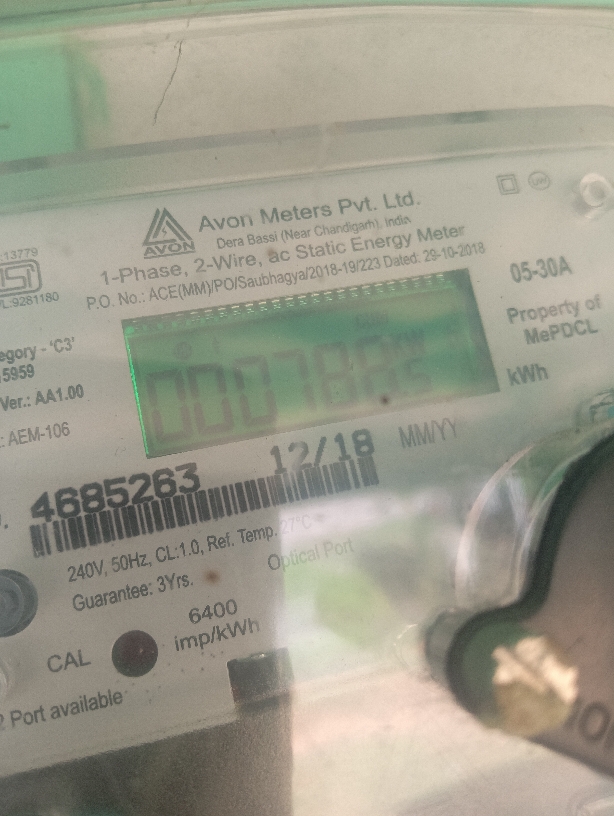 Avon Meters Pvt. Ltd.
AVON
Dera Bassi (Near Chandigarh), India
:13779
1-Phase, 2-Wire, ac Static Energy Meter
ISI
L:9281180
P.O. No.: ACE(MM)/PO/Saubhagya/2018-19/223 Dated: 29-10-2018
05-30A
Property of
MePDCL
egory - 'C3'
5959
kWh
Ver.: AA1.00
: AEM-106
12/18 MM/YY
4685263
240V, 50Hz, CL:1.0, Ref. Temp. 27°C
Guarantee: 3Yrs.
Optical Port
6400
imp/kWh
CAL
2 Port available